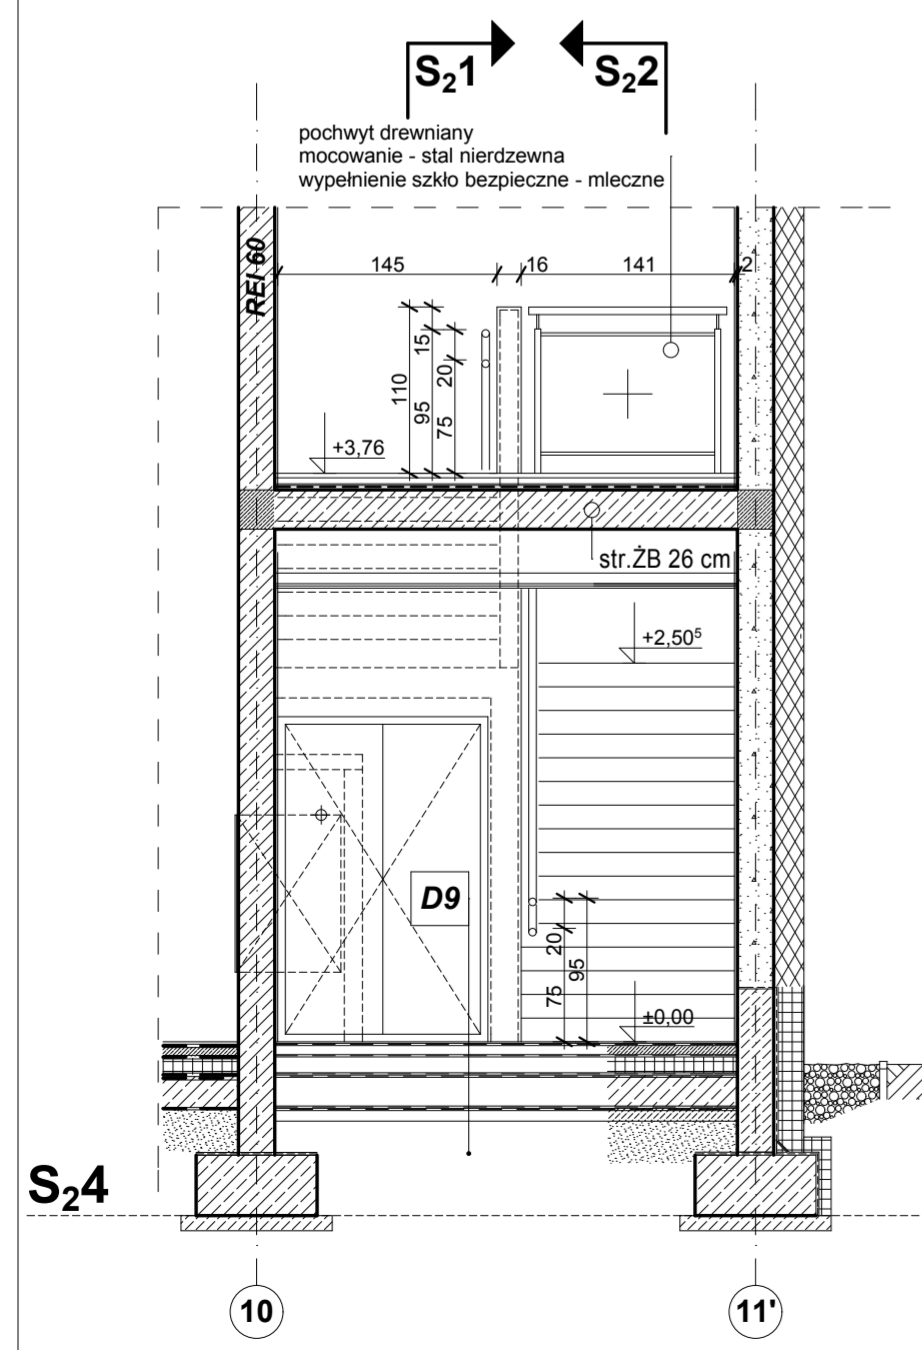 S₂1
S₂2
pochwyt drewniany
mocowanie - stal nierdzewna
wypełnienie szkło bezpieczne - mleczne
REI 60
145
16
141
2
110
15
95
20
75
+3,76
str.ŻB 26 cm
+2,50⁵
D9
20
75
95
±0,00
S₂4
10
11'